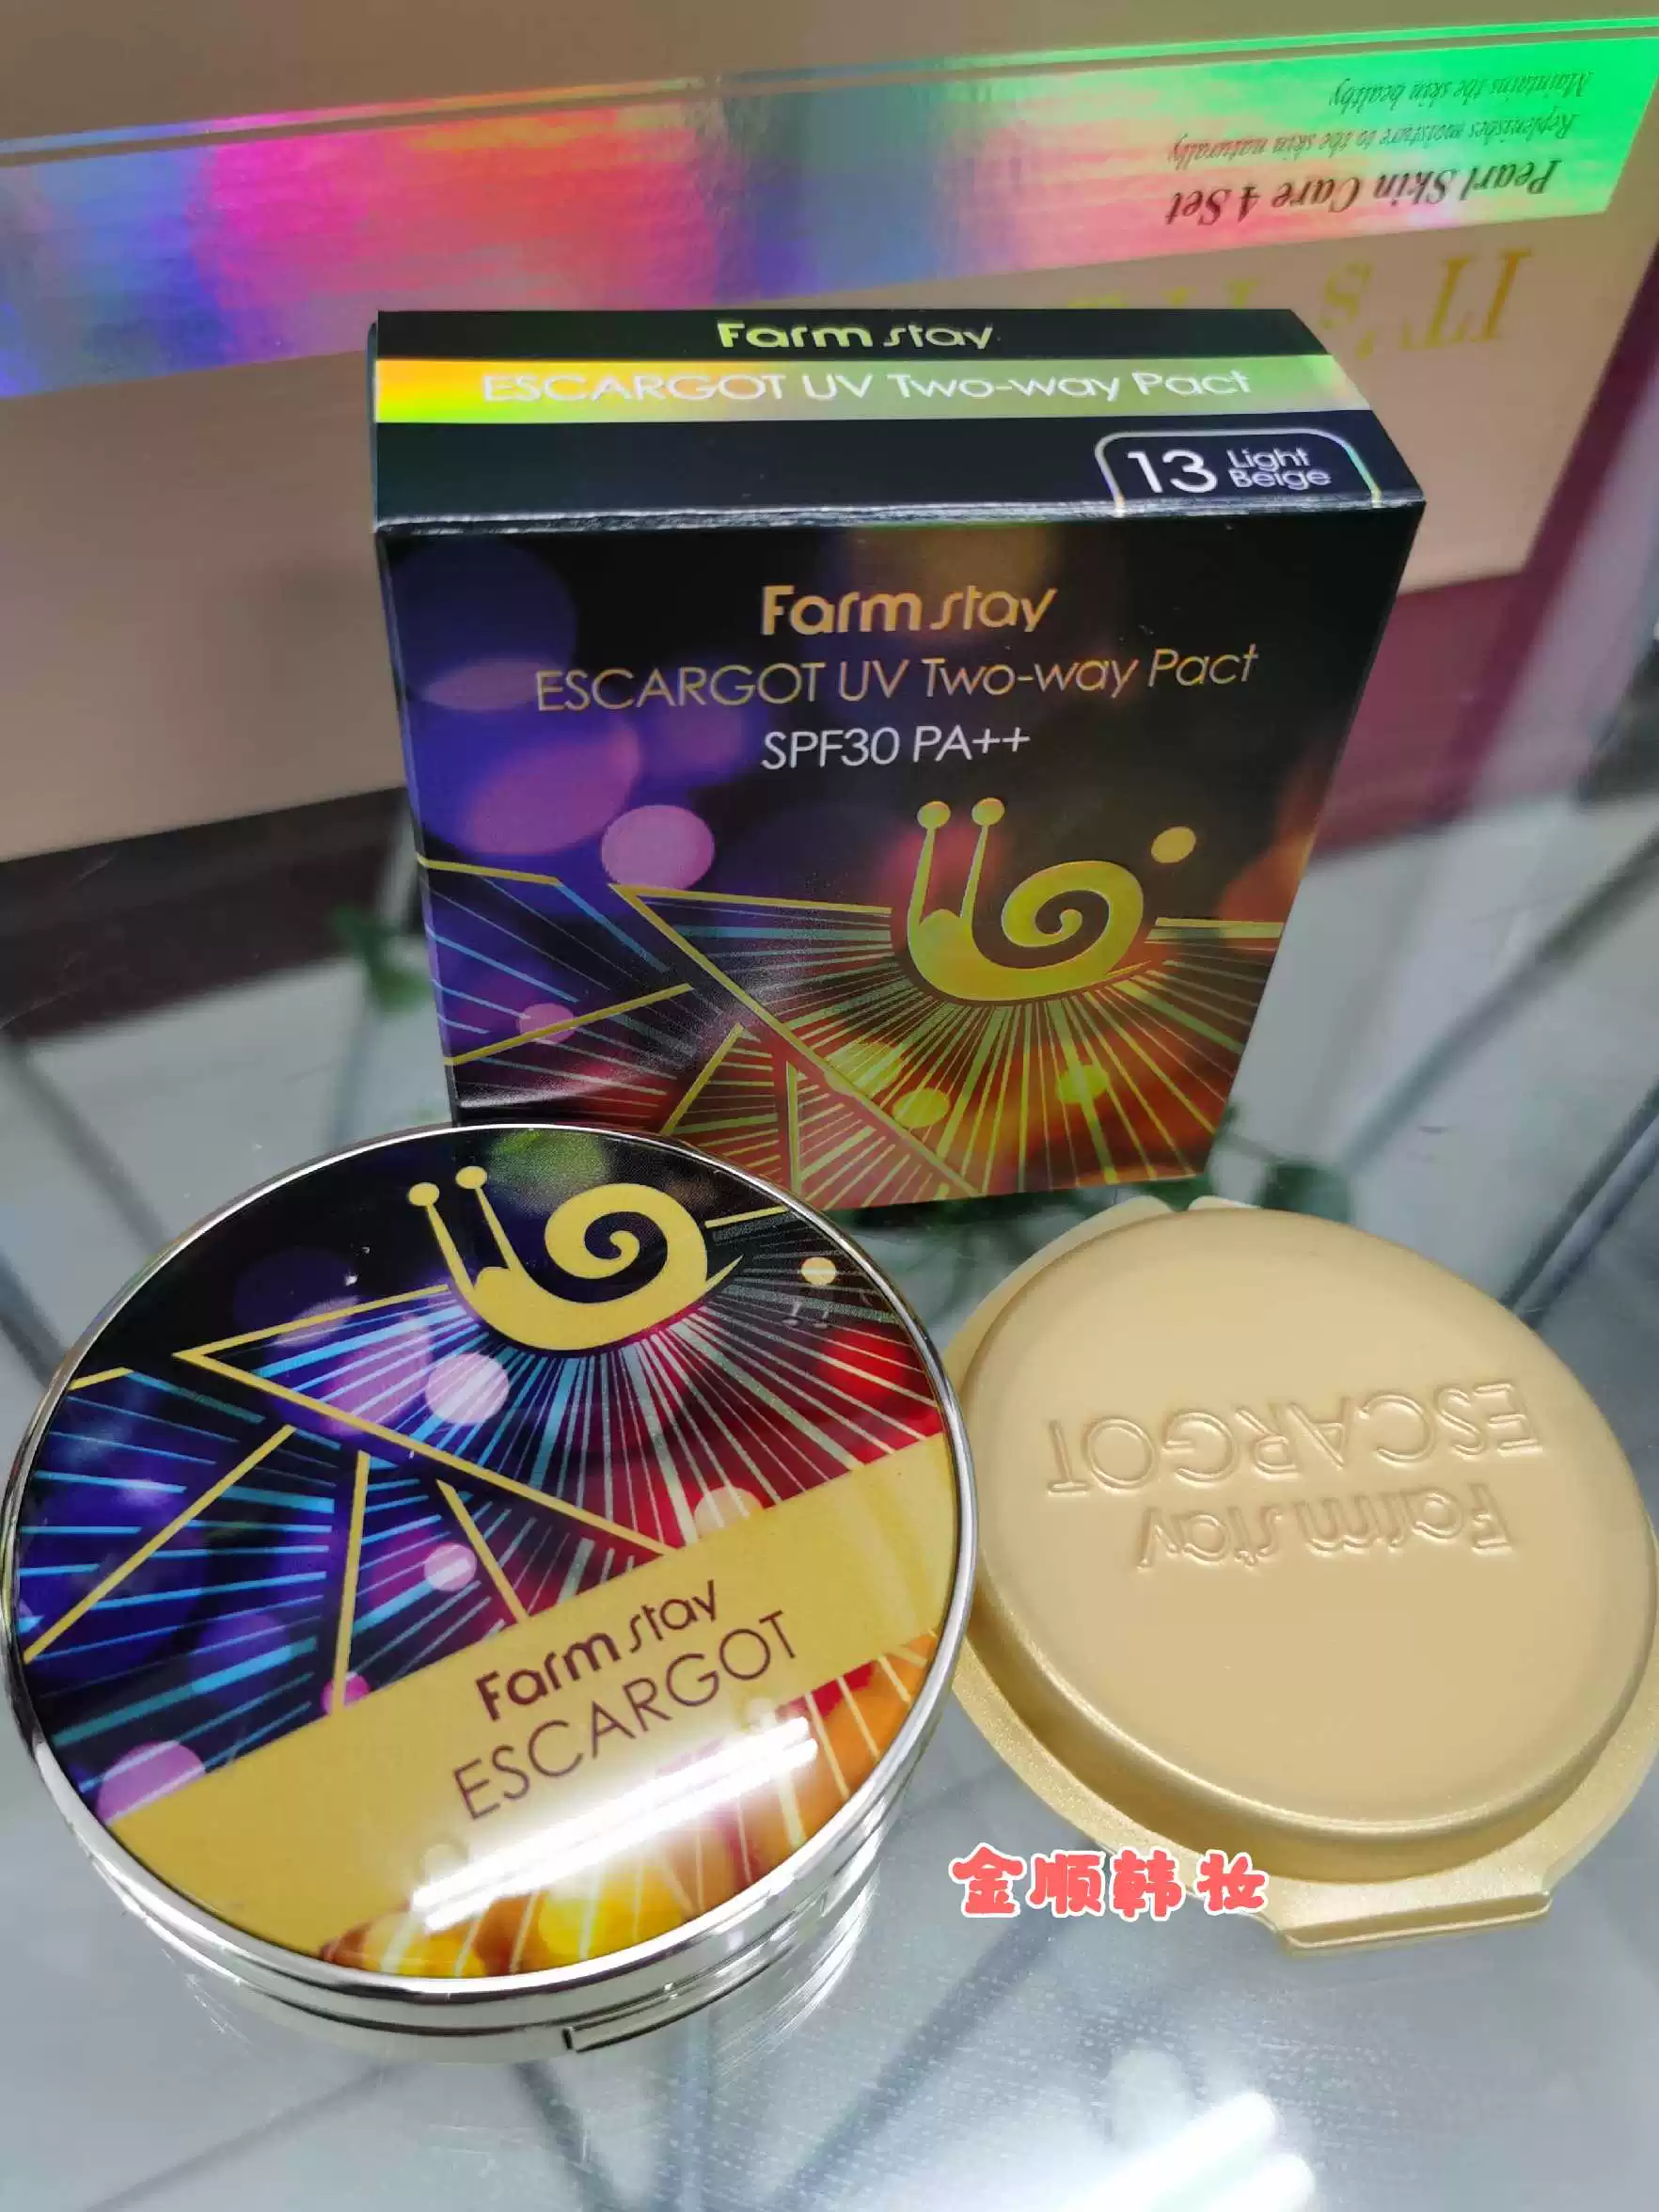 Maintains the skin healthy
Replenishes moisture to the skin naturally
Pearl Skin Care 4 Set
IT'S
Farm stay
ESCARGOT UV Two-way Pact
13 Light
Beige
Farm stay
ESCARGOT UV Two-way Pact
SPF30 PA++
Farm stay
ESCARGOT
Farm stay
ESCARGOT
金顺韩妆